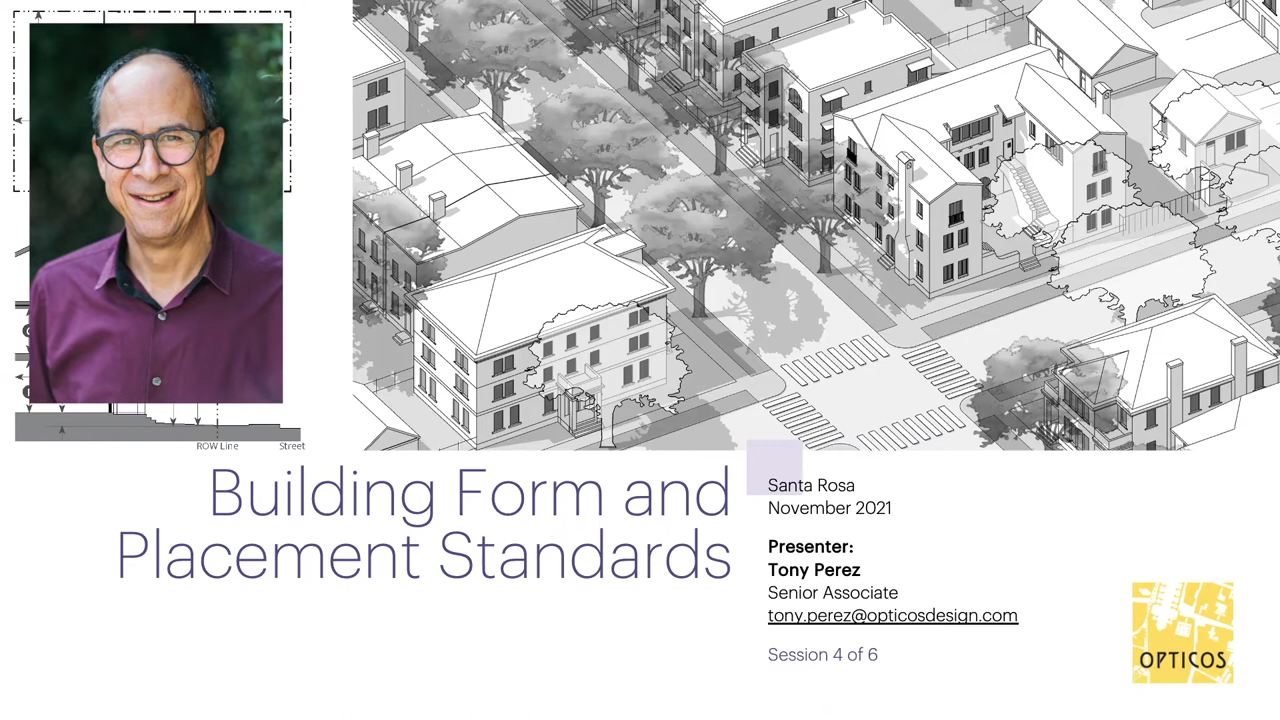 ROW Line
Street
Building Form and
Placement Standards
Santa Rosa
November 2021
Presenter:
Tony Perez
Senior Associate
tony.perez@opticosdesign.com
Session 4 of 6
OPTICOS